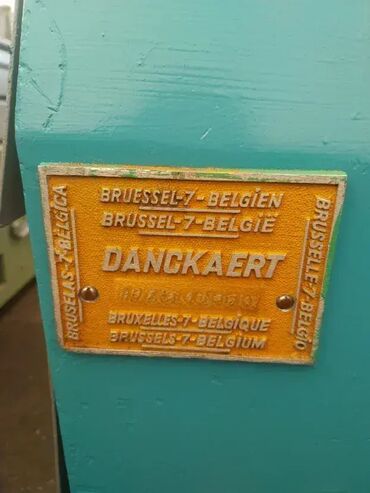 BRUESSEL-7-BELGIEN
BRUSSEL-7-BELGIË
DANCKAERT
BRUXELLES-7-BELGIQUE
BRUSSELS-7-BELGIUM
BRUSELAS-7-BELGICA
BRUSSELLE-7-BELGIO